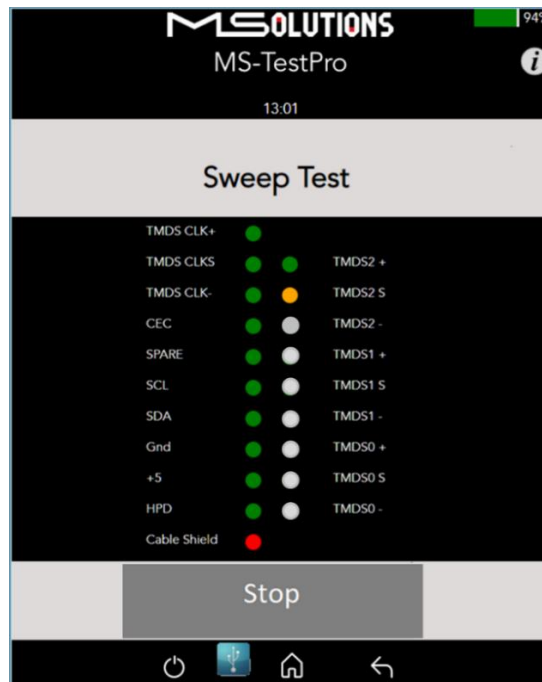 MSOLUTIONS
94%
MS-TestPro
i
13:01
Sweep Test
TMDS CLK+
TMDS CLKS TMDS2 +
TMDS CLK- TMDS2 S
CEC TMDS2 -
SPARE TMDS1 +
SCL TMDS1 S
SDA TMDS1 -
Gnd TMDS0 +
+5 TMDS0 S
HPD TMDS0 -
Cable Shield
Stop